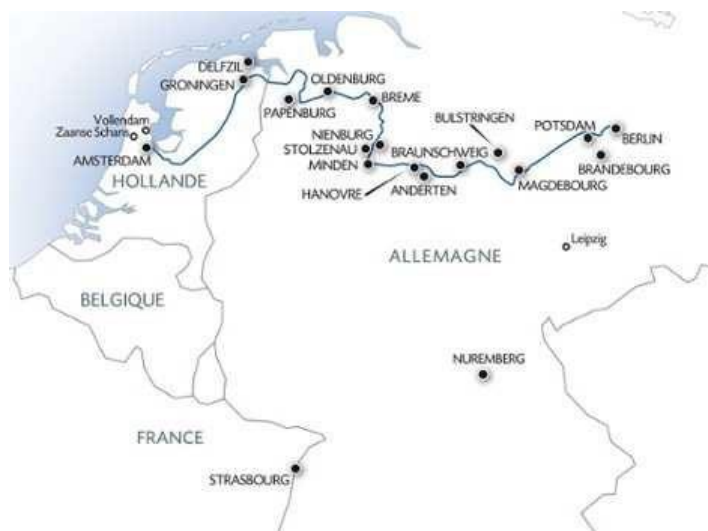 DELFZIL
GRONINGEN
OLDENBURG
PAPENBURG
BREME
Vollendam
Zaanse Schans
AMSTERDAM
HOLLANDE
BULSTRINGEN
POTSDAM
BERLIN
NIENBURG
STOLZENAU
BRAUNSCHWEIG
MINDEN
BRANDEBOURG
MAGDEBOURG
HANOVRE
ANDERTEN
Leipzig
ALLEMAGNE
BELGIQUE
NUREMBERG
FRANCE
STRASBOURG